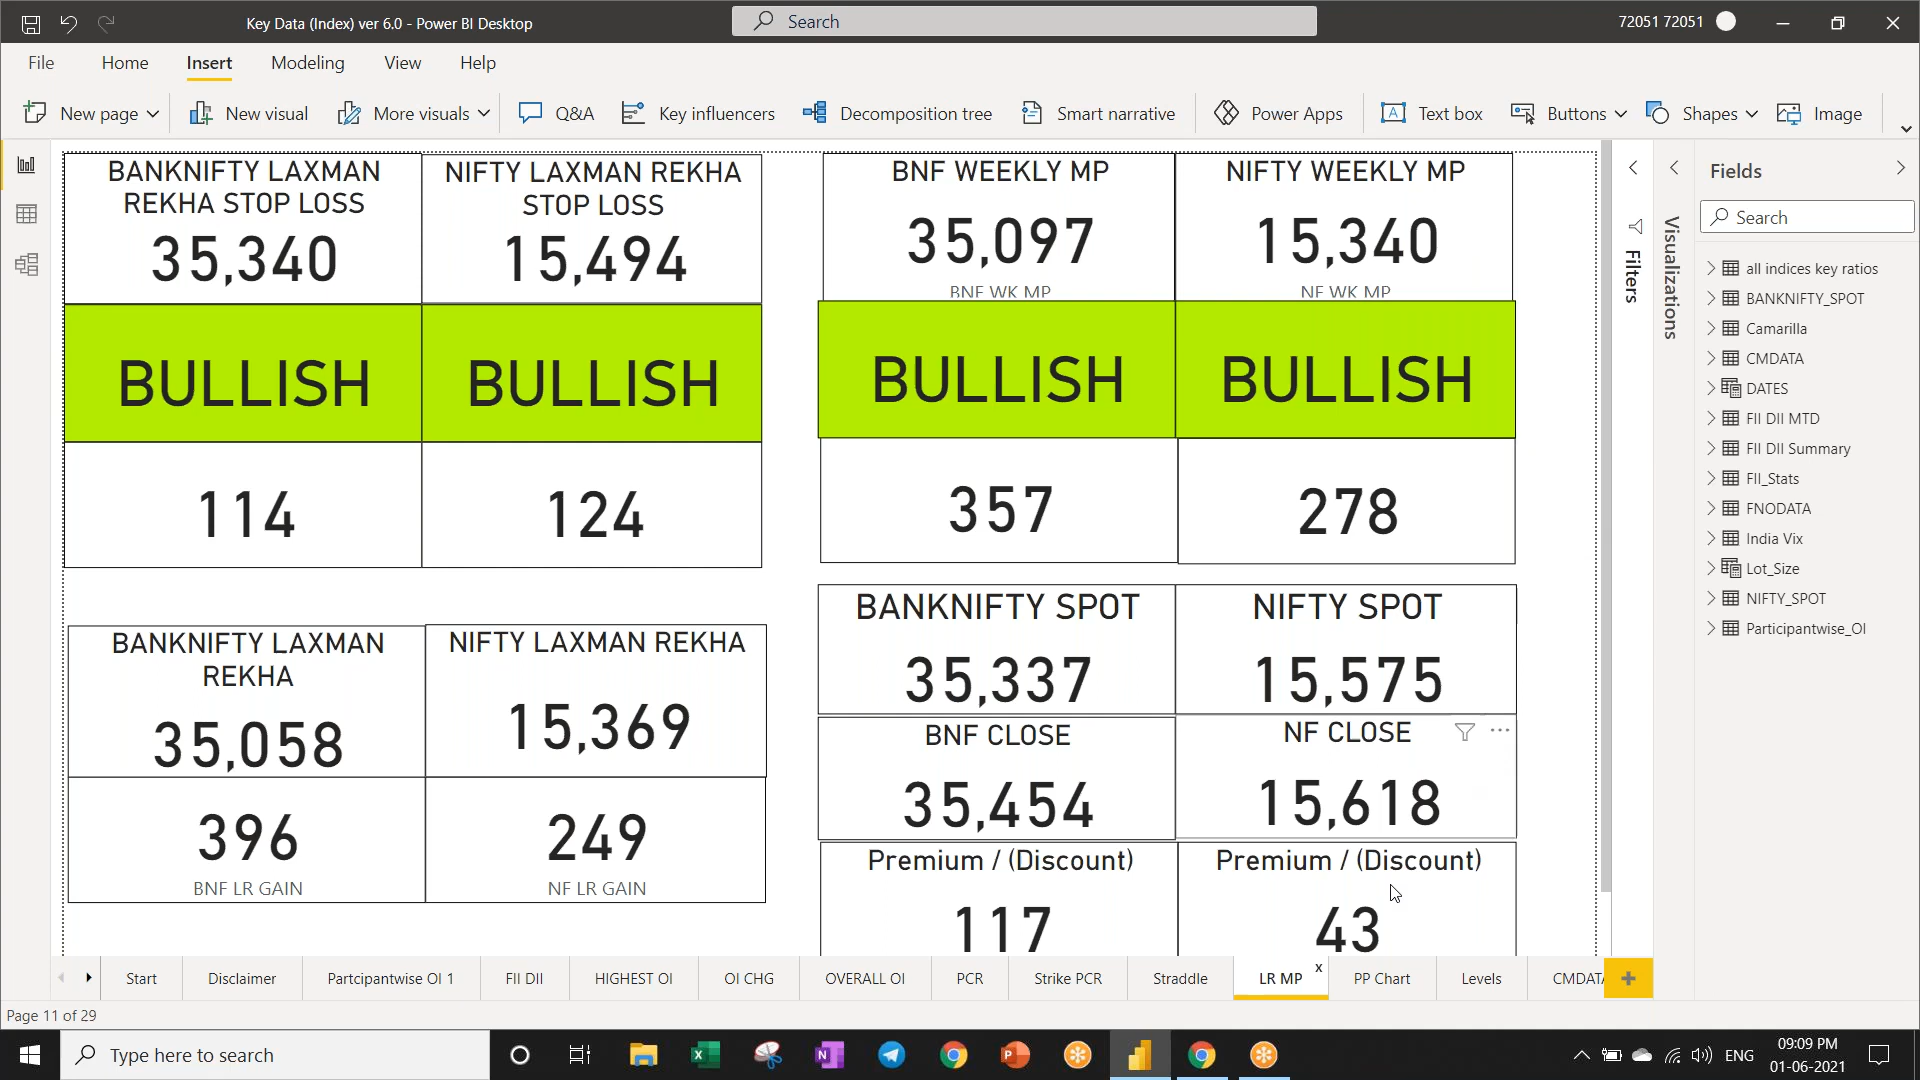 Key Data (Index) ver 6.0 - Power BI Desktop
Search
72051 72051
File Home Insert Modeling View Help
New page New visual More visuals Q&A Key influencers Decomposition tree Smart narrative Power Apps Text box Buttons Shapes Image
BANKNIFTY LAXMAN
REKHA STOP LOSS
35,340
NIFTY LAXMAN REKHA
STOP LOSS
15,494
BULLISH
BULLISH
114
124
BNF WEEKLY MP
35,097
BNF WK MP
NIFTY WEEKLY MP
15,340
NF WK MP
BULLISH
BULLISH
357
278
BANKNIFTY LAXMAN
REKHA
35,058
NIFTY LAXMAN REKHA
15,369
396
BNF LR GAIN
249
NF LR GAIN
BANKNIFTY SPOT
35,337
NIFTY SPOT
15,575
BNF CLOSE
35,454
NF CLOSE
15,618
Premium / (Discount)
117
Premium / (Discount)
43
Filters
Visualizations
Fields
Search
all indices key ratios
BANKNIFTY_SPOT
Camarilla
CMDATA
DATES
FII DII MTD
FII DII Summary
FII_Stats
FNODATA
India Vix
Lot_Size
NIFTY_SPOT
Participantwise_OI
Start Disclaimer Partcipantwise OI 1 FII DII HIGHEST OI OI CHG OVERALL OI PCR Strike PCR Straddle LR MP x PP Chart Levels CMDATA
Page 11 of 29
Type here to search
ENG
09:09 PM
01-06-2021